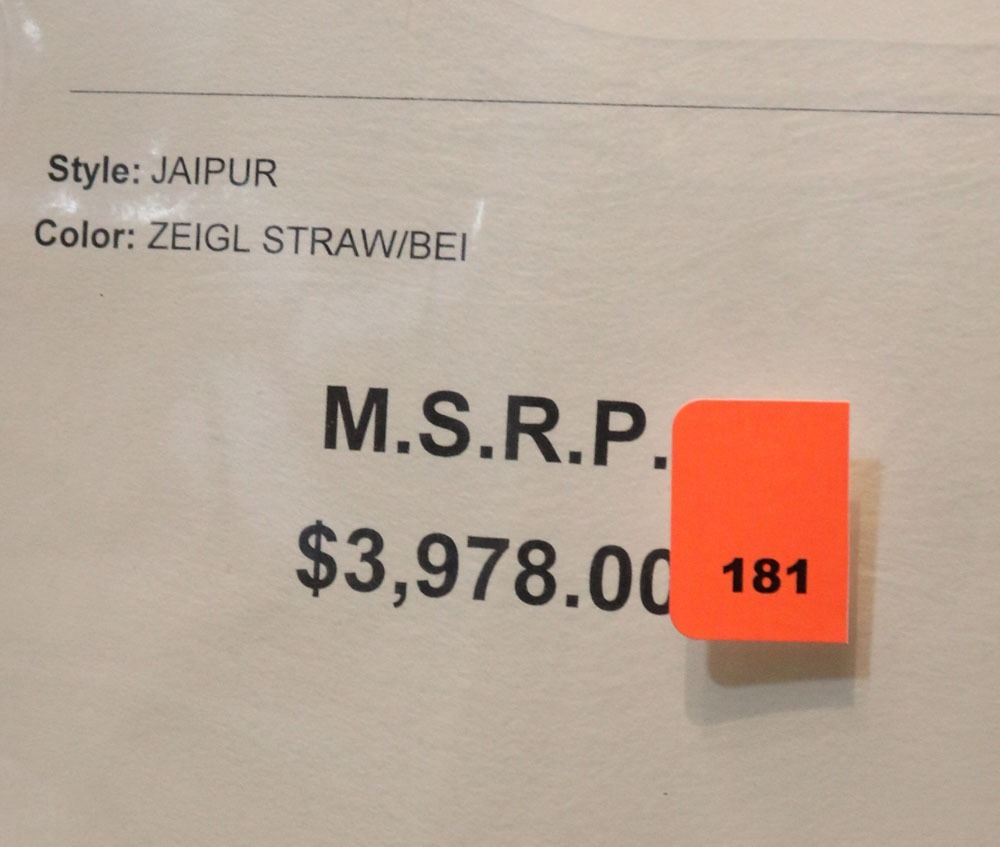 Style: JAIPUR
Color: ZEIGL STRAW/BEI
M.S.R.P.
$3,978.00
181